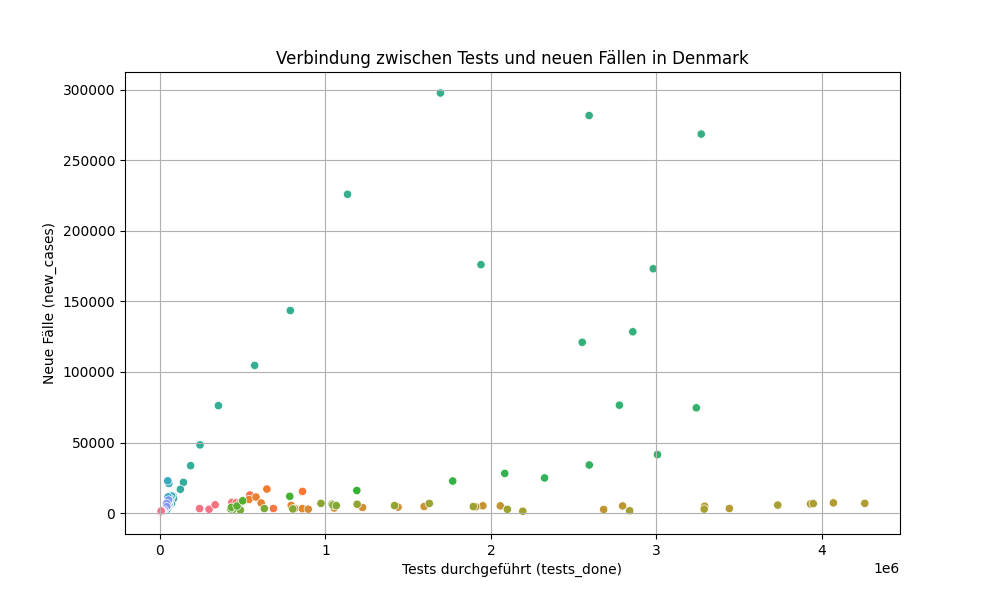 Verbindung zwischen Tests und neuen Fällen in Denmark
300000
250000
200000
150000
100000
50000
0
Neue Fälle (new_cases)
0 1 2 3 4
1e6
Tests durchgeführt (tests_done)